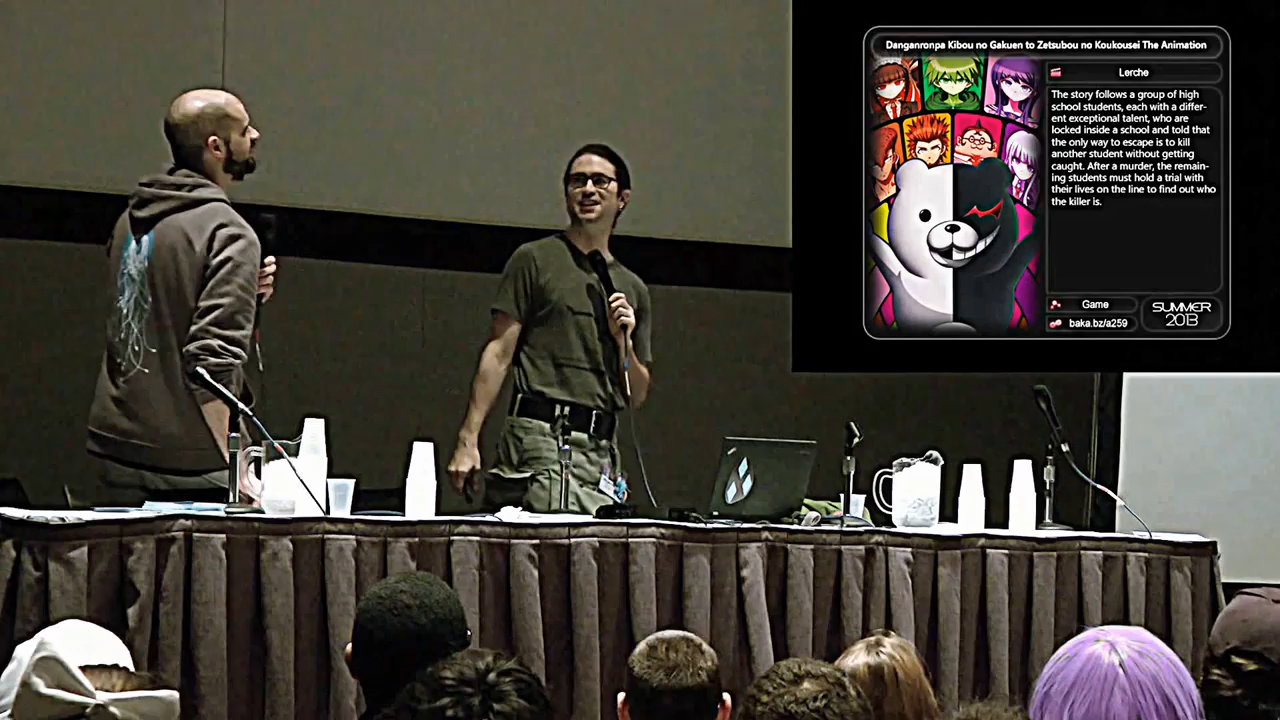 Danganronpa Kibou no Gakuen to Zetsubou no Koukousei The Animation
Lerche
The story follows a group of high
school students, each with a differ-
ent exceptional talent, who are
locked inside a school and told that
the only way to escape is to kill
another student without getting
caught. After a murder, the remain-
ing students must hold a trial with
their lives on the line to find out who
the killer is.
Game
baka.bz/a259
SUMMER
2013